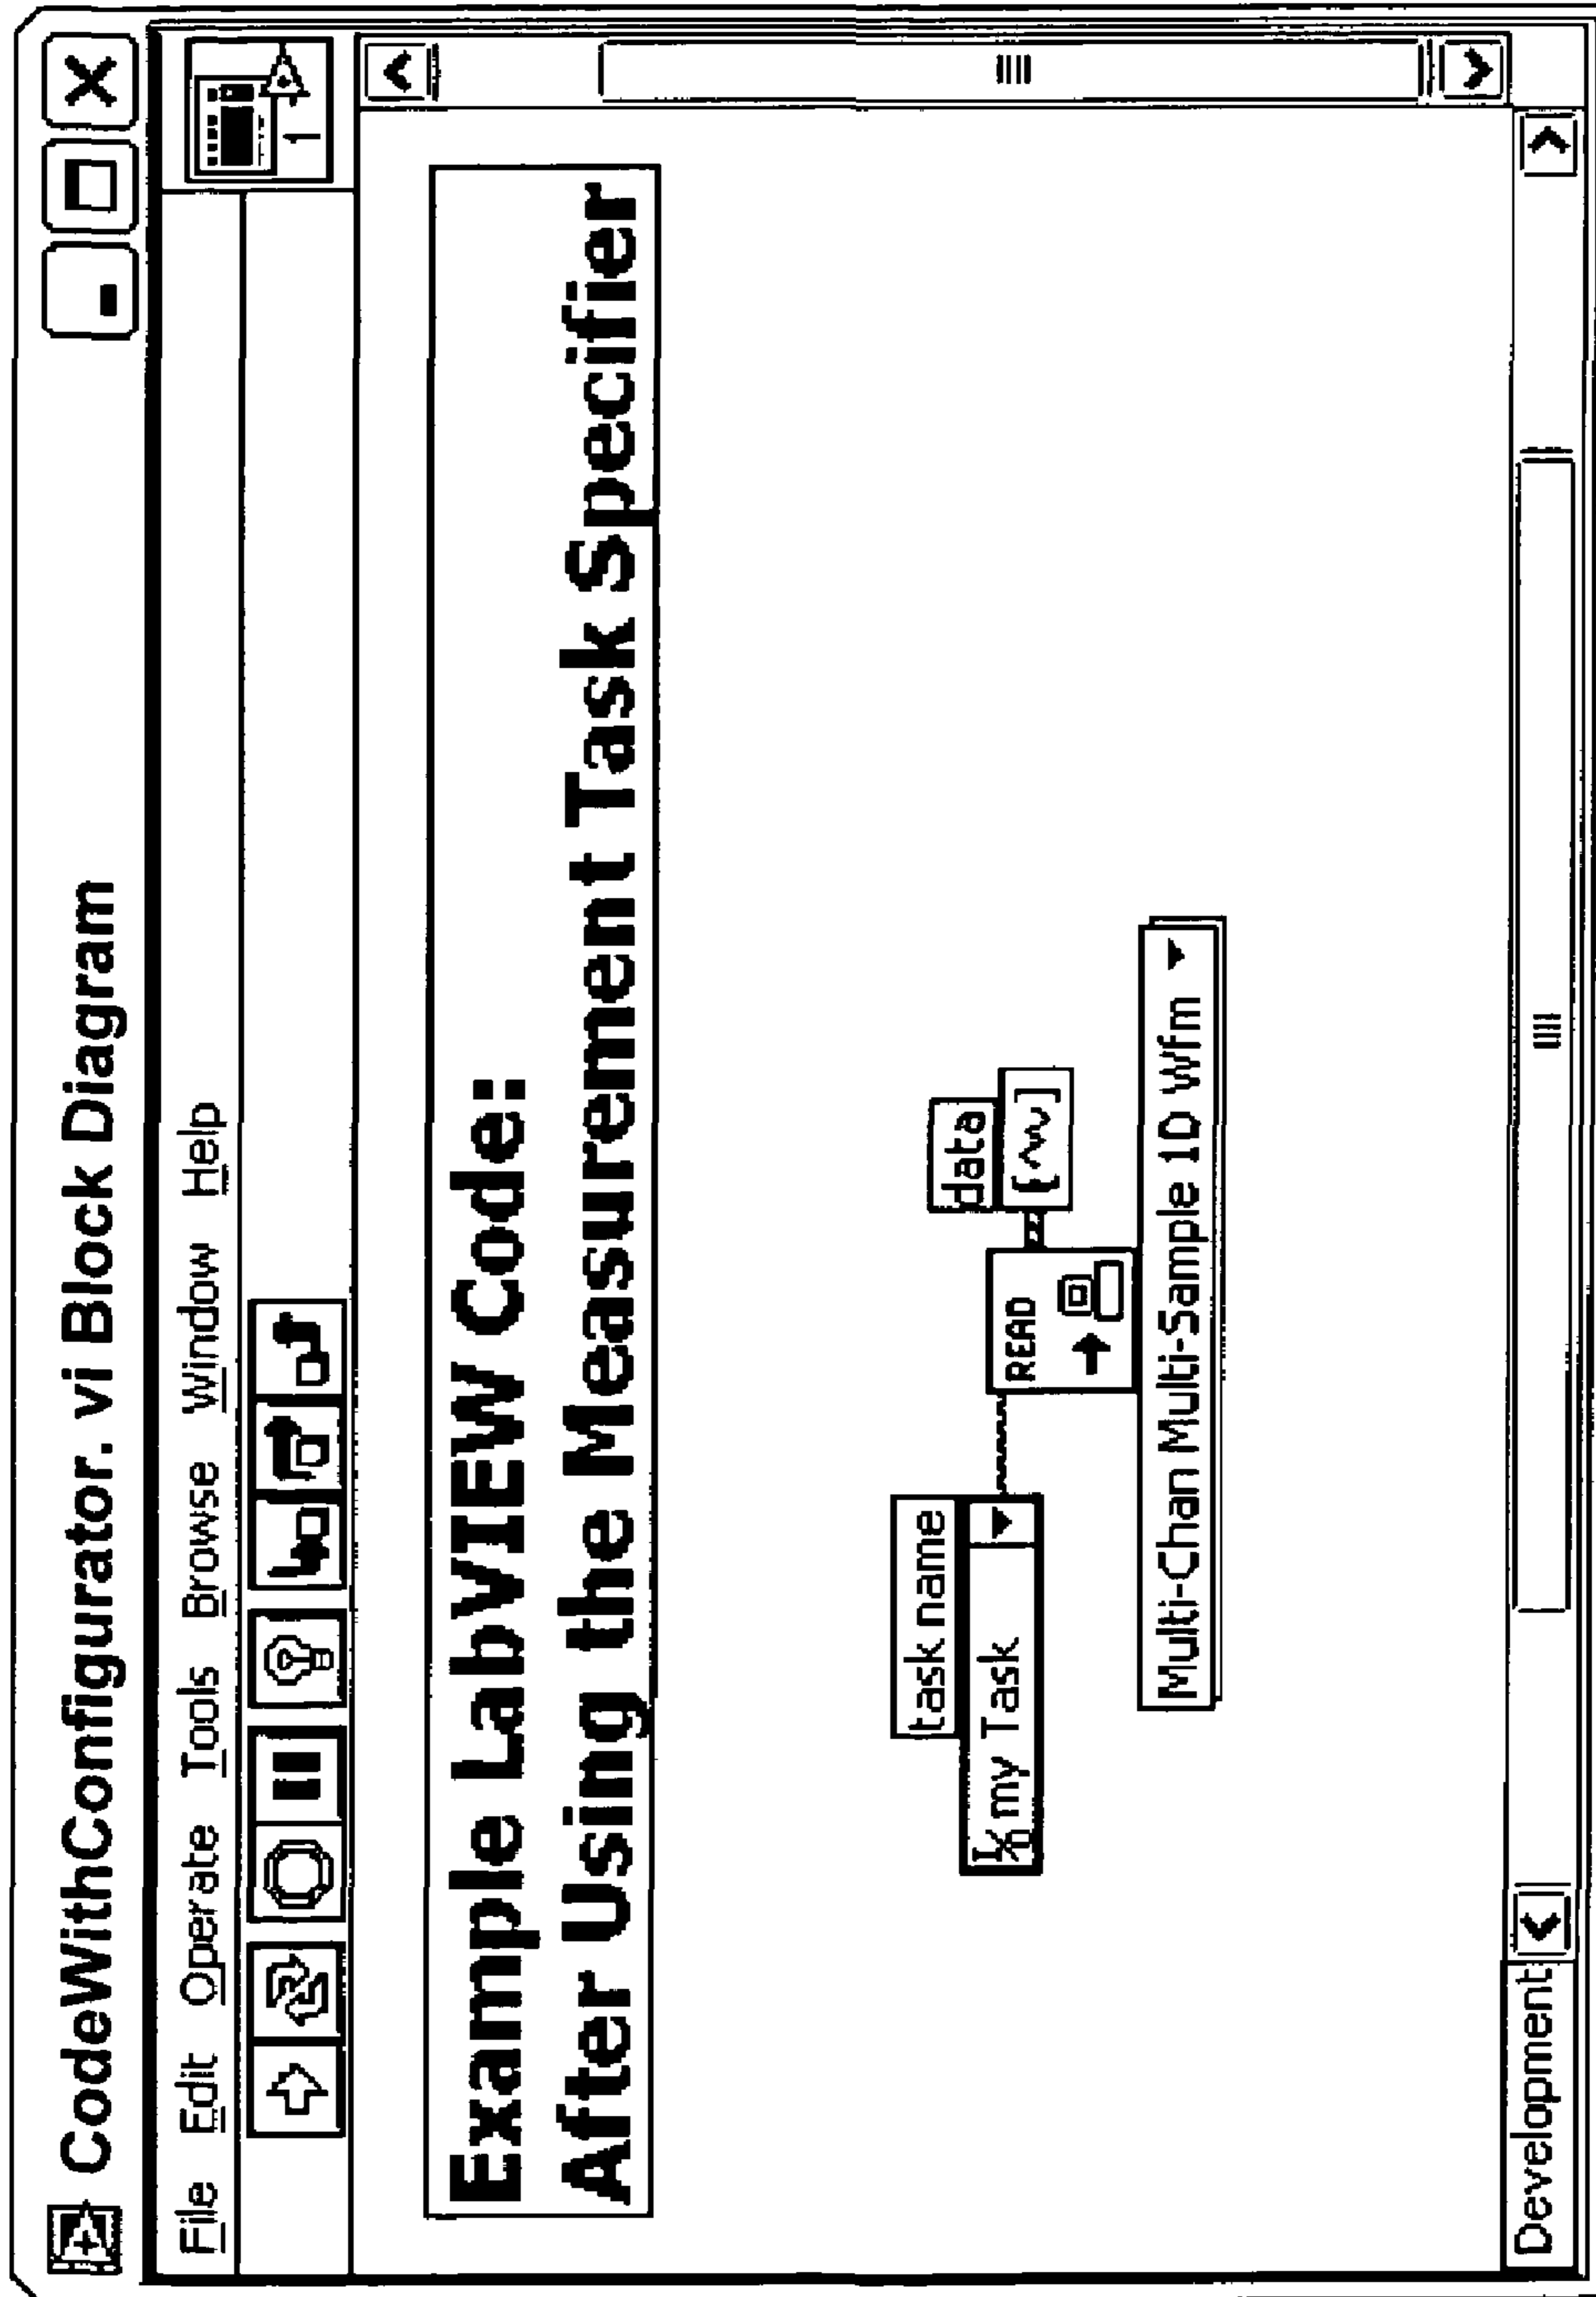 CodeWithConfigurator. vi Block Diagram
File Edit Operate Tools Browse Window Help
1
Example LabVIEW Code:
After Using the Measurement Task Specifier
task name
I/O my Task
data
READ
Multi-Chan Multi-Sample 1D Wfm
Development